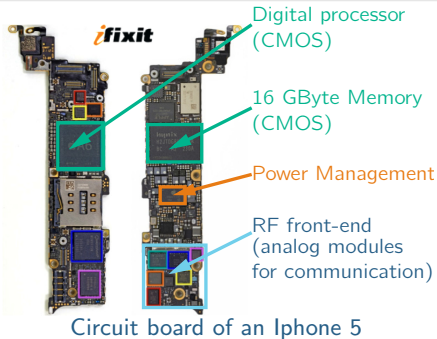 ifixit
Digital processor
(CMOS)
16 GByte Memory
(CMOS)
hynix
Power Management
RF front-end
(analog modules
for communication)
Circuit board of an Iphone 5